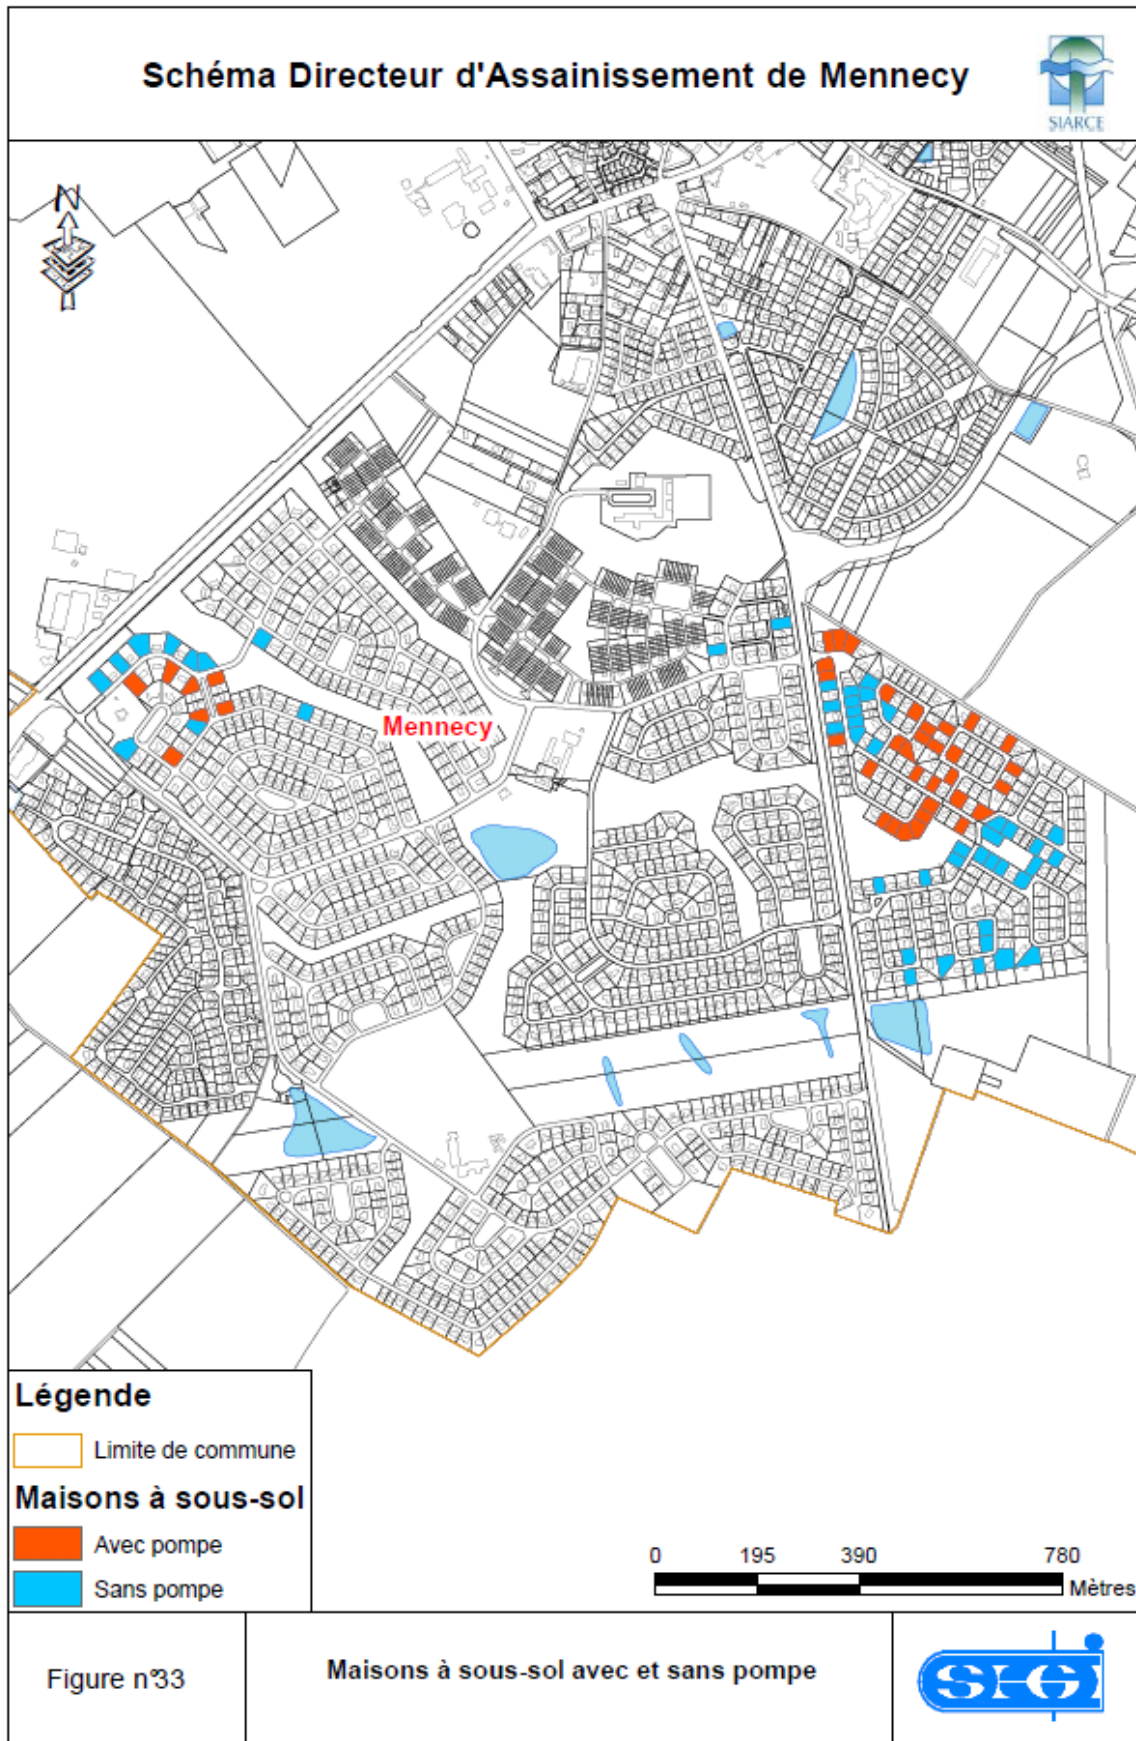 Schéma Directeur d'Assainissement de Mennecy
SIARCE
N
Mennecy
Légende
Limite de commune
Maisons à sous-sol
Avec pompe
Sans pompe
0 195 390 780
Mètres
Figure n°33
Maisons à sous-sol avec et sans pompe
SIGI